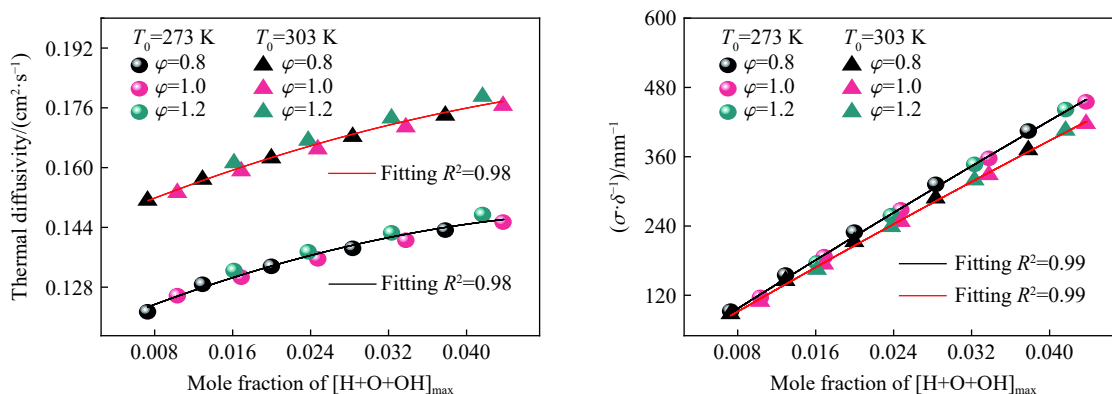 Thermal diffusivity/(cm²·s⁻¹)
0.192
0.176
0.160
0.144
0.128
T₀=273 K T₀=303 K
φ=0.8 φ=0.8
φ=1.0 φ=1.0
φ=1.2 φ=1.2
Fitting R²=0.98
Fitting R²=0.98
0.008 0.016 0.024 0.032 0.040
Mole fraction of [H+O+OH]max
(σ·δ⁻¹)/mm⁻¹
600
480
360
240
120
T₀=273 K T₀=303 K
φ=0.8 φ=0.8
φ=1.0 φ=1.0
φ=1.2 φ=1.2
Fitting R²=0.99
Fitting R²=0.99
0.008 0.016 0.024 0.032 0.040
Mole fraction of [H+O+OH]max